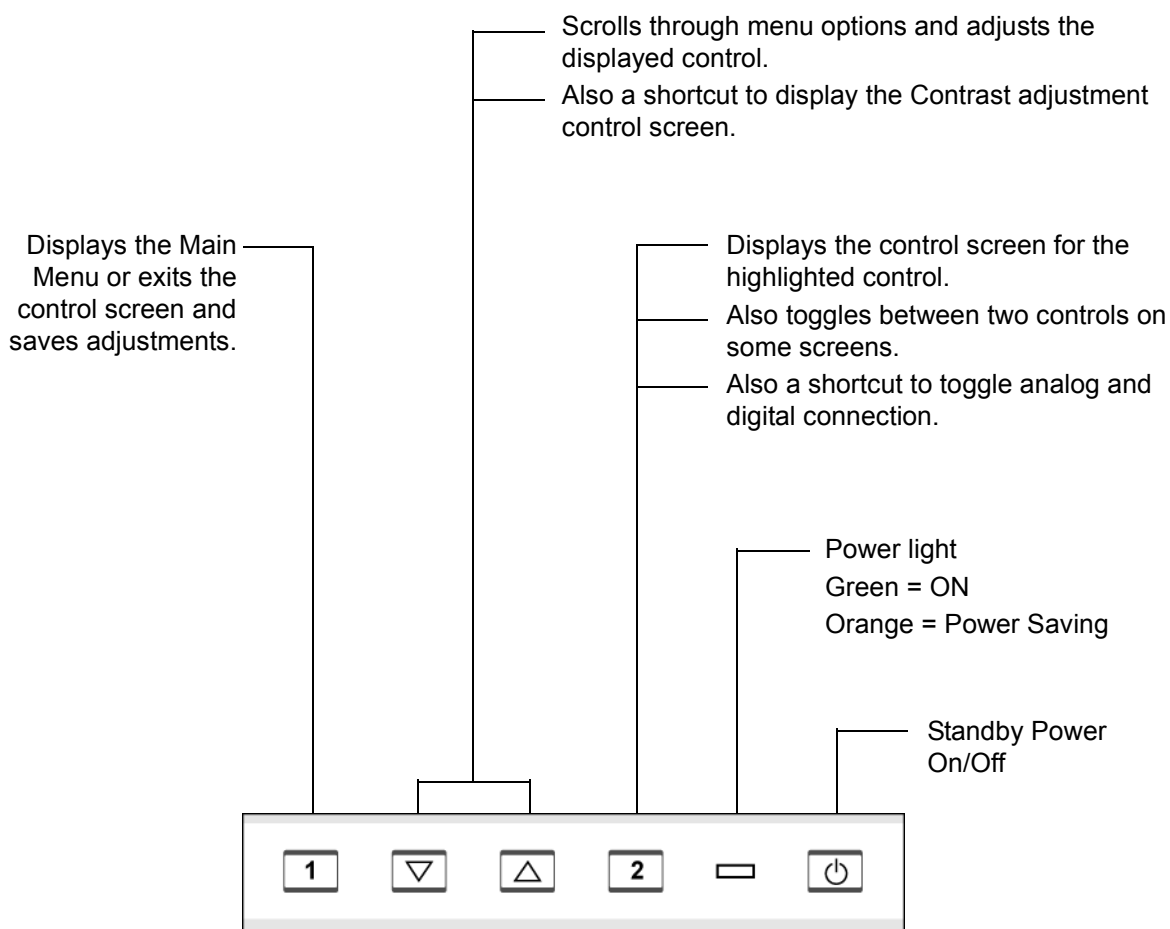 Scrolls through menu options and adjusts the
displayed control.
Also a shortcut to display the Contrast adjustment
control screen.
Displays the Main
Menu or exits the
control screen and
saves adjustments.
Displays the control screen for the
highlighted control.
Also toggles between two controls on
some screens.
Also a shortcut to toggle analog and
digital connection.
Power light
Green = ON
Orange = Power Saving
Standby Power
On/Off
1
2